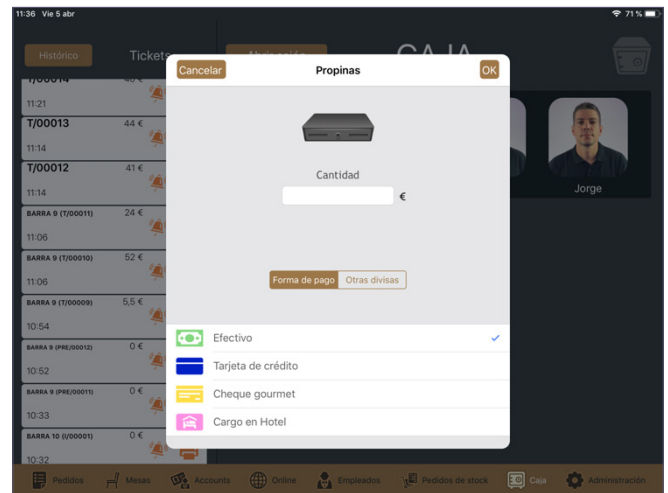 11:36 Vie 5 abr
71 %
Histórico
Tickets
CAJA
Cancelar
Propinas
OK
11:21
T/00013
44 €
11:14
T/00012
41 €
11:14
BARRA 9 (T/00011)
24 €
11:06
BARRA 9 (T/00010)
52 €
11:06
BARRA 9 (T/00009)
5,5 €
10:54
BARRA 9 (PRE/00012)
0 €
10:52
BARRA 9 (PRE/00011)
0 €
10:33
BARRA 10 (I/00001)
0 €
10:32
Cantidad
€
Jorge
Forma de pago
Otras divisas
Efectivo
Tarjeta de crédito
Cheque gourmet
Cargo en Hotel
Pedidos
Mesas
Accounts
Online
Empleados
Pedidos de stock
Caja
Administración